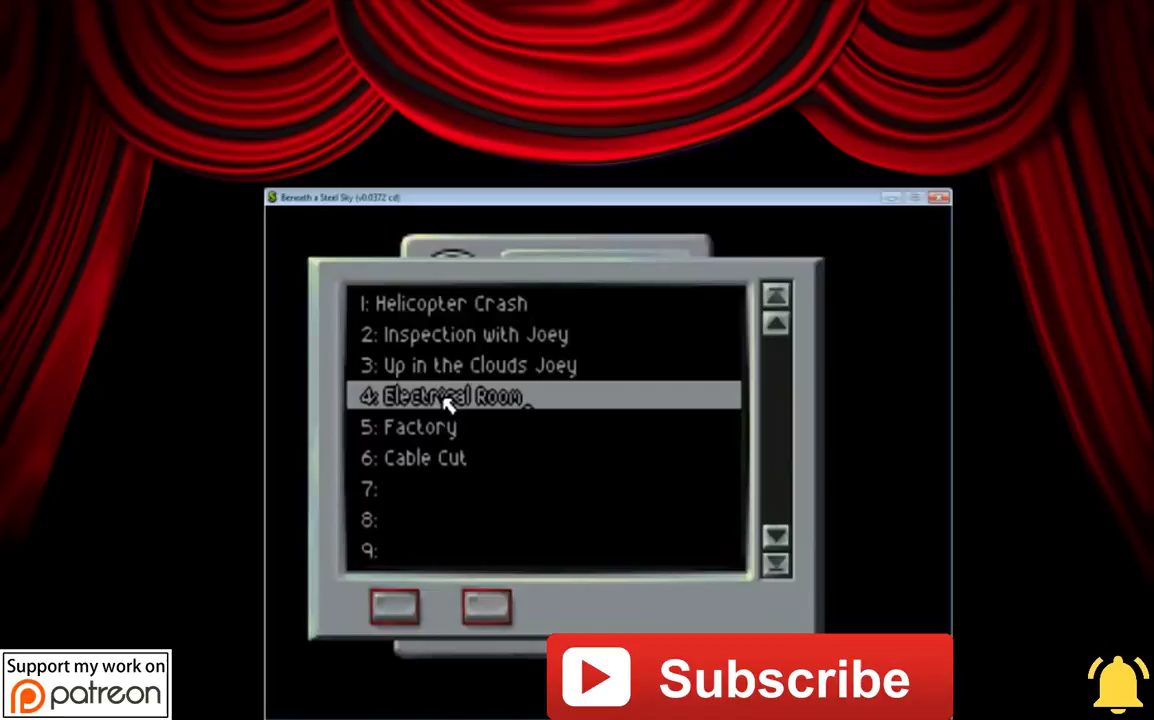 Beneath a Steel Sky (v0.0372 cd)
1: Helicopter Crash
2: Inspection with Joey
3: Up in the Clouds Joey
4: Electrical Room_
5: Factory
6: Cable Cut
7:
8:
9:
Support my work on
patreon
Subscribe